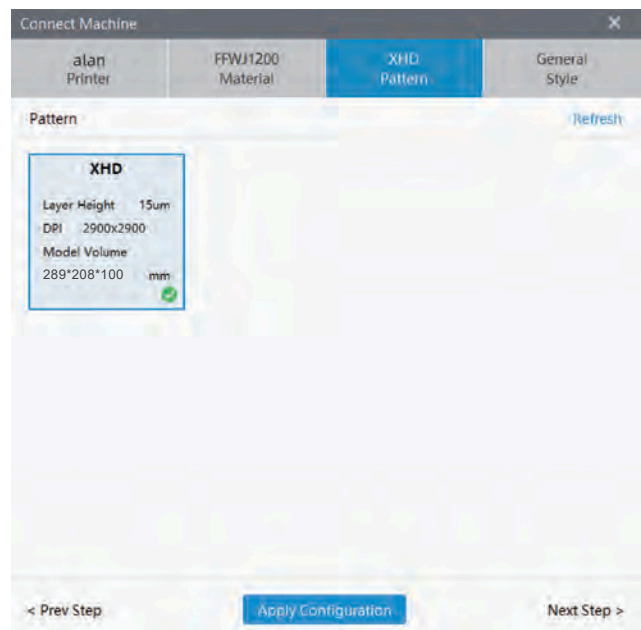 Connect Machine ×
alan
Printer
FFWJ1200
Material
XHD
Pattern
General
Style
Pattern
Refresh
XHD
Layer Height 15um
DPI 2900x2900
Model Volume
289*208*100 mm
< Prev Step
Apply Configuration
Next Step >